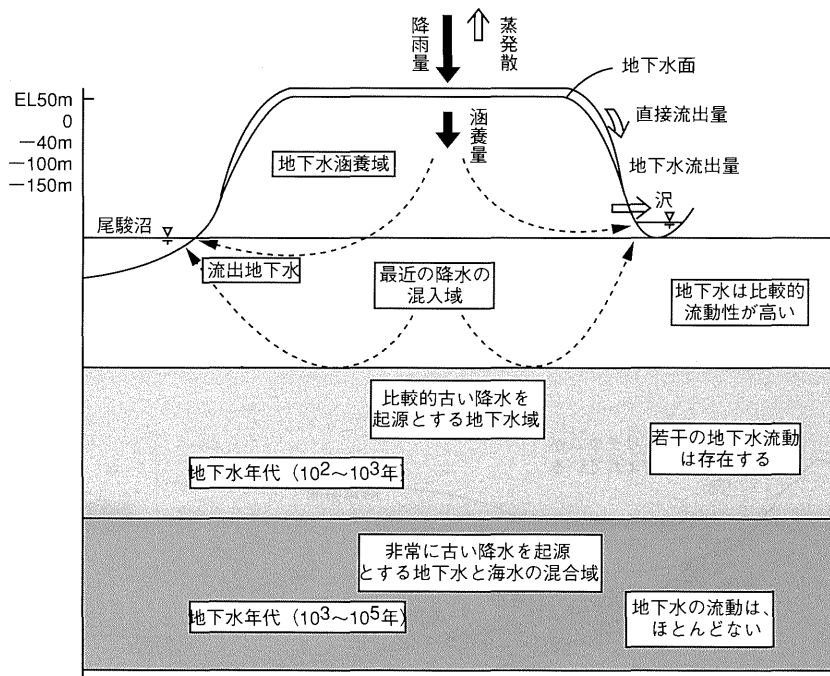 降雨量
蒸発散
地下水面
EL50m
0
−40m
−100m
−150m
涵養量
直接流出量
地下水涵養域
地下水流出量
沢
尾駮沼
流出地下水
最近の降水の
混入域
地下水は比較的
流動性が高い
比較的古い降水を
起源とする地下水域
若干の地下水流動
は存在する
地下水年代（10²～10³年）
非常に古い降水を起源
とする地下水と海水の混合域
地下水年代（10³～10⁵年）
地下水の流動は、
ほとんどない